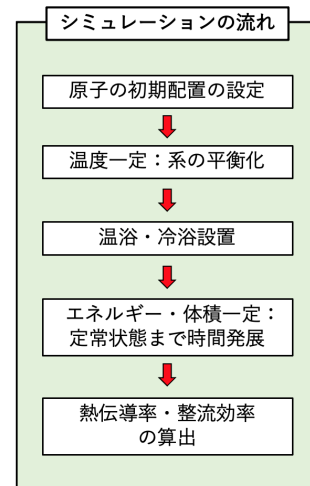 シミュレーションの流れ
原子の初期配置の設定
温度一定：系の平衡化
温浴・冷浴設置
エネルギー・体積一定：
定常状態まで時間発展
熱伝導率・整流効率
の算出